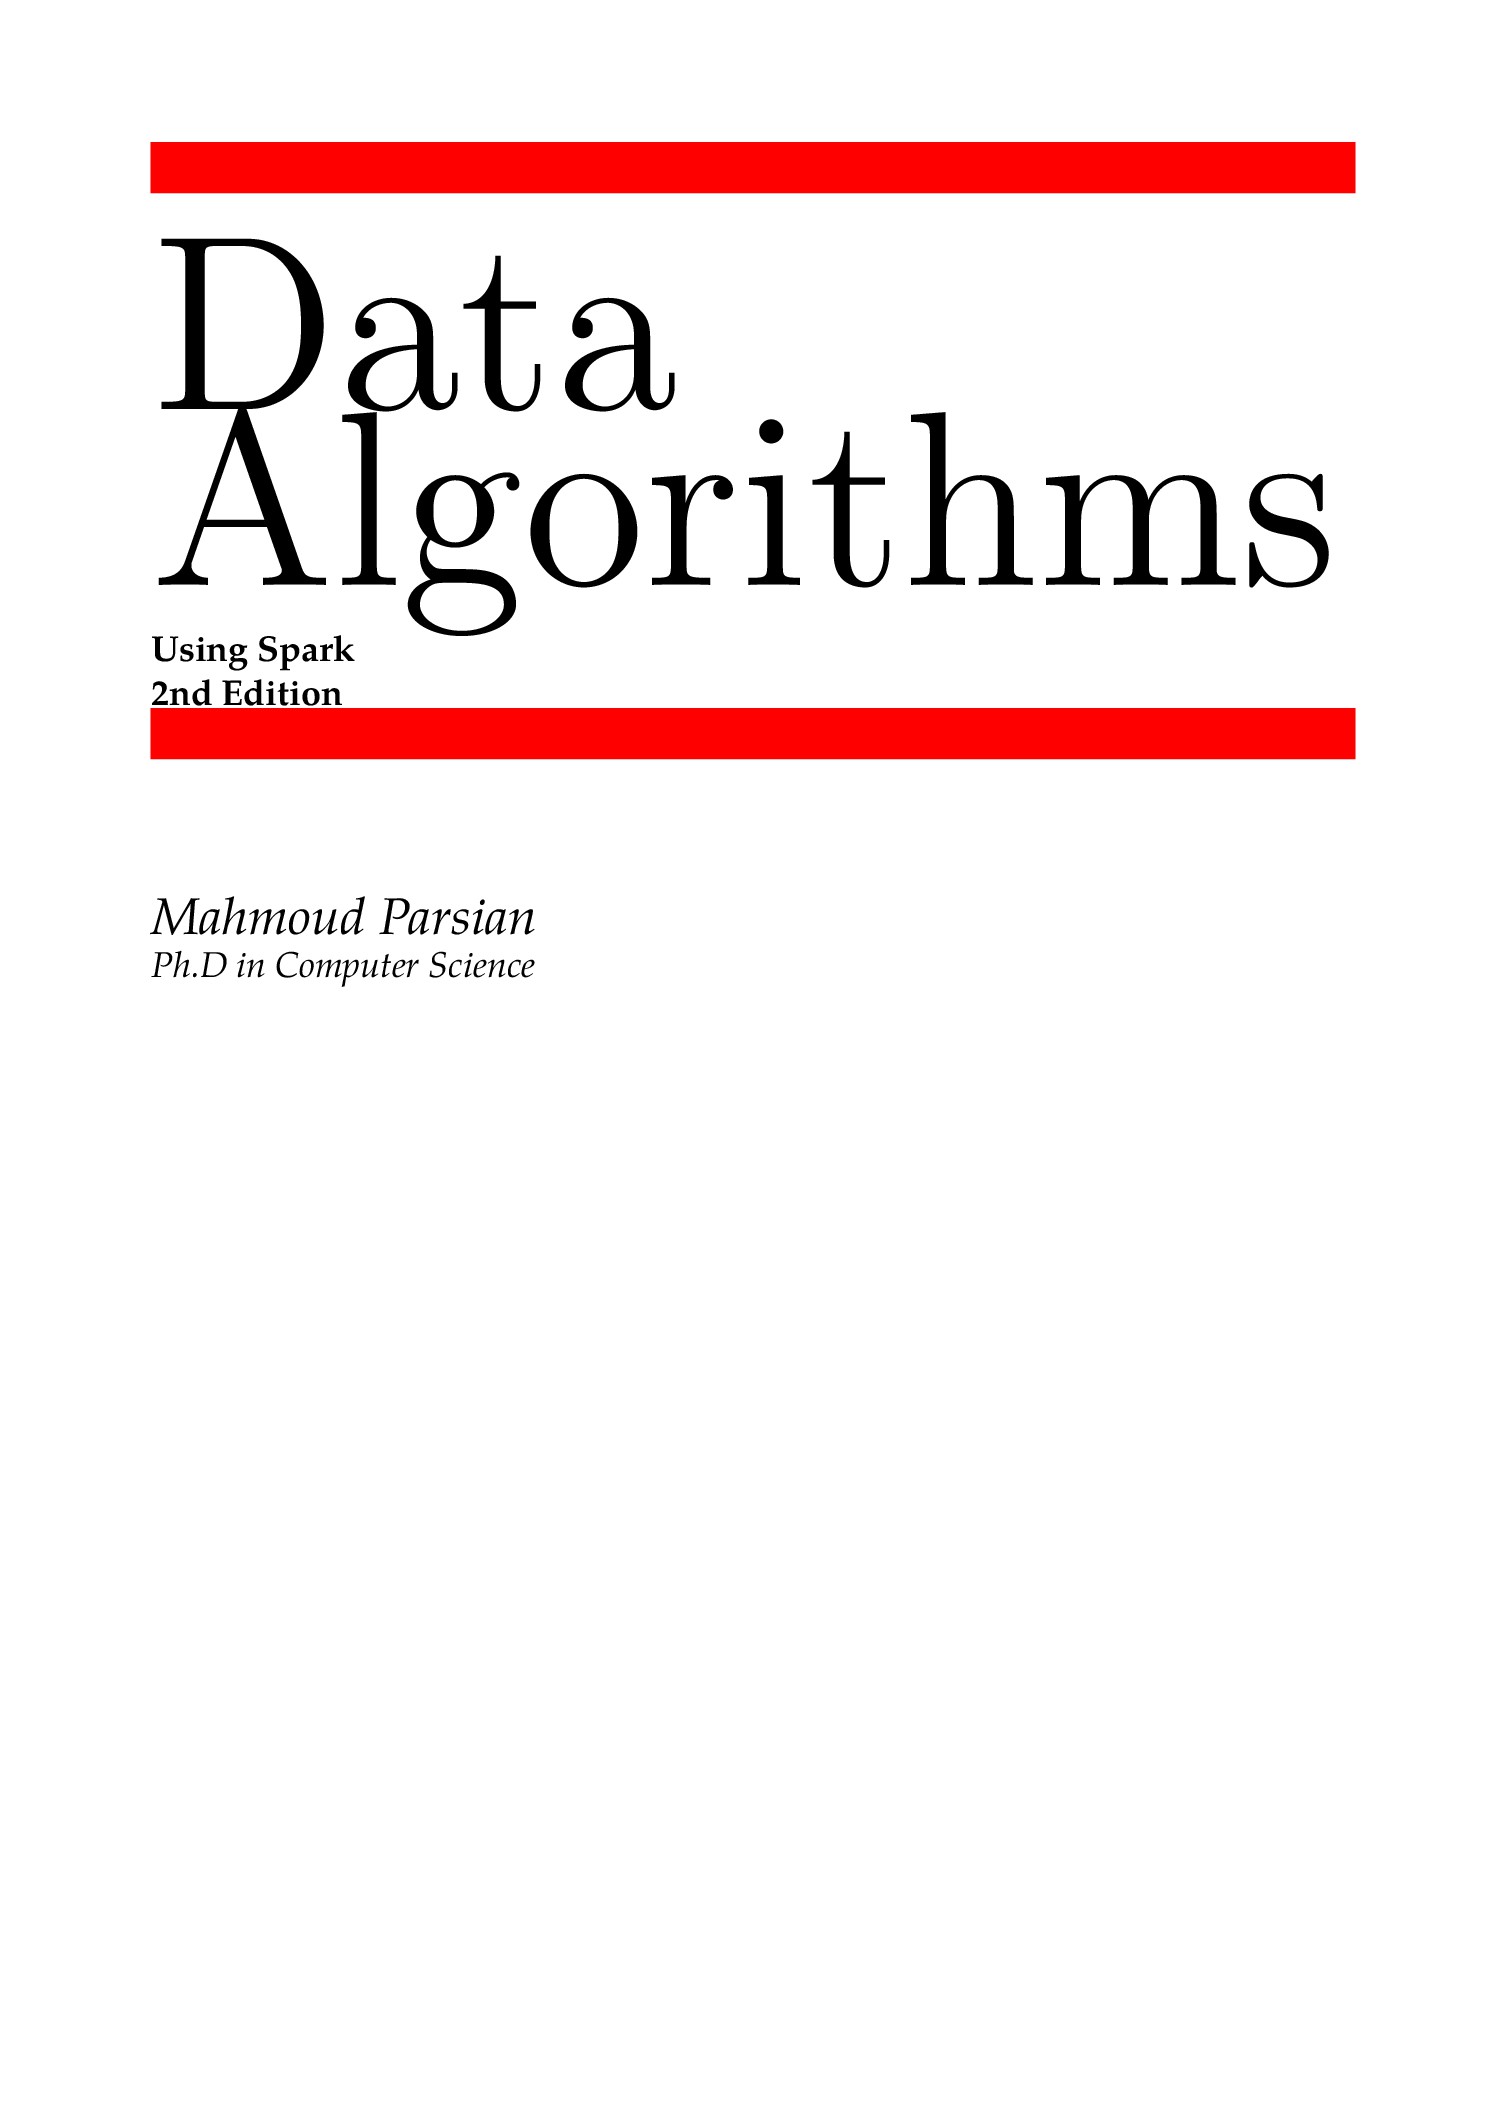 Data
Algorithms
Using Spark
2nd Edition
Mahmoud Parsian
Ph.D in Computer Science